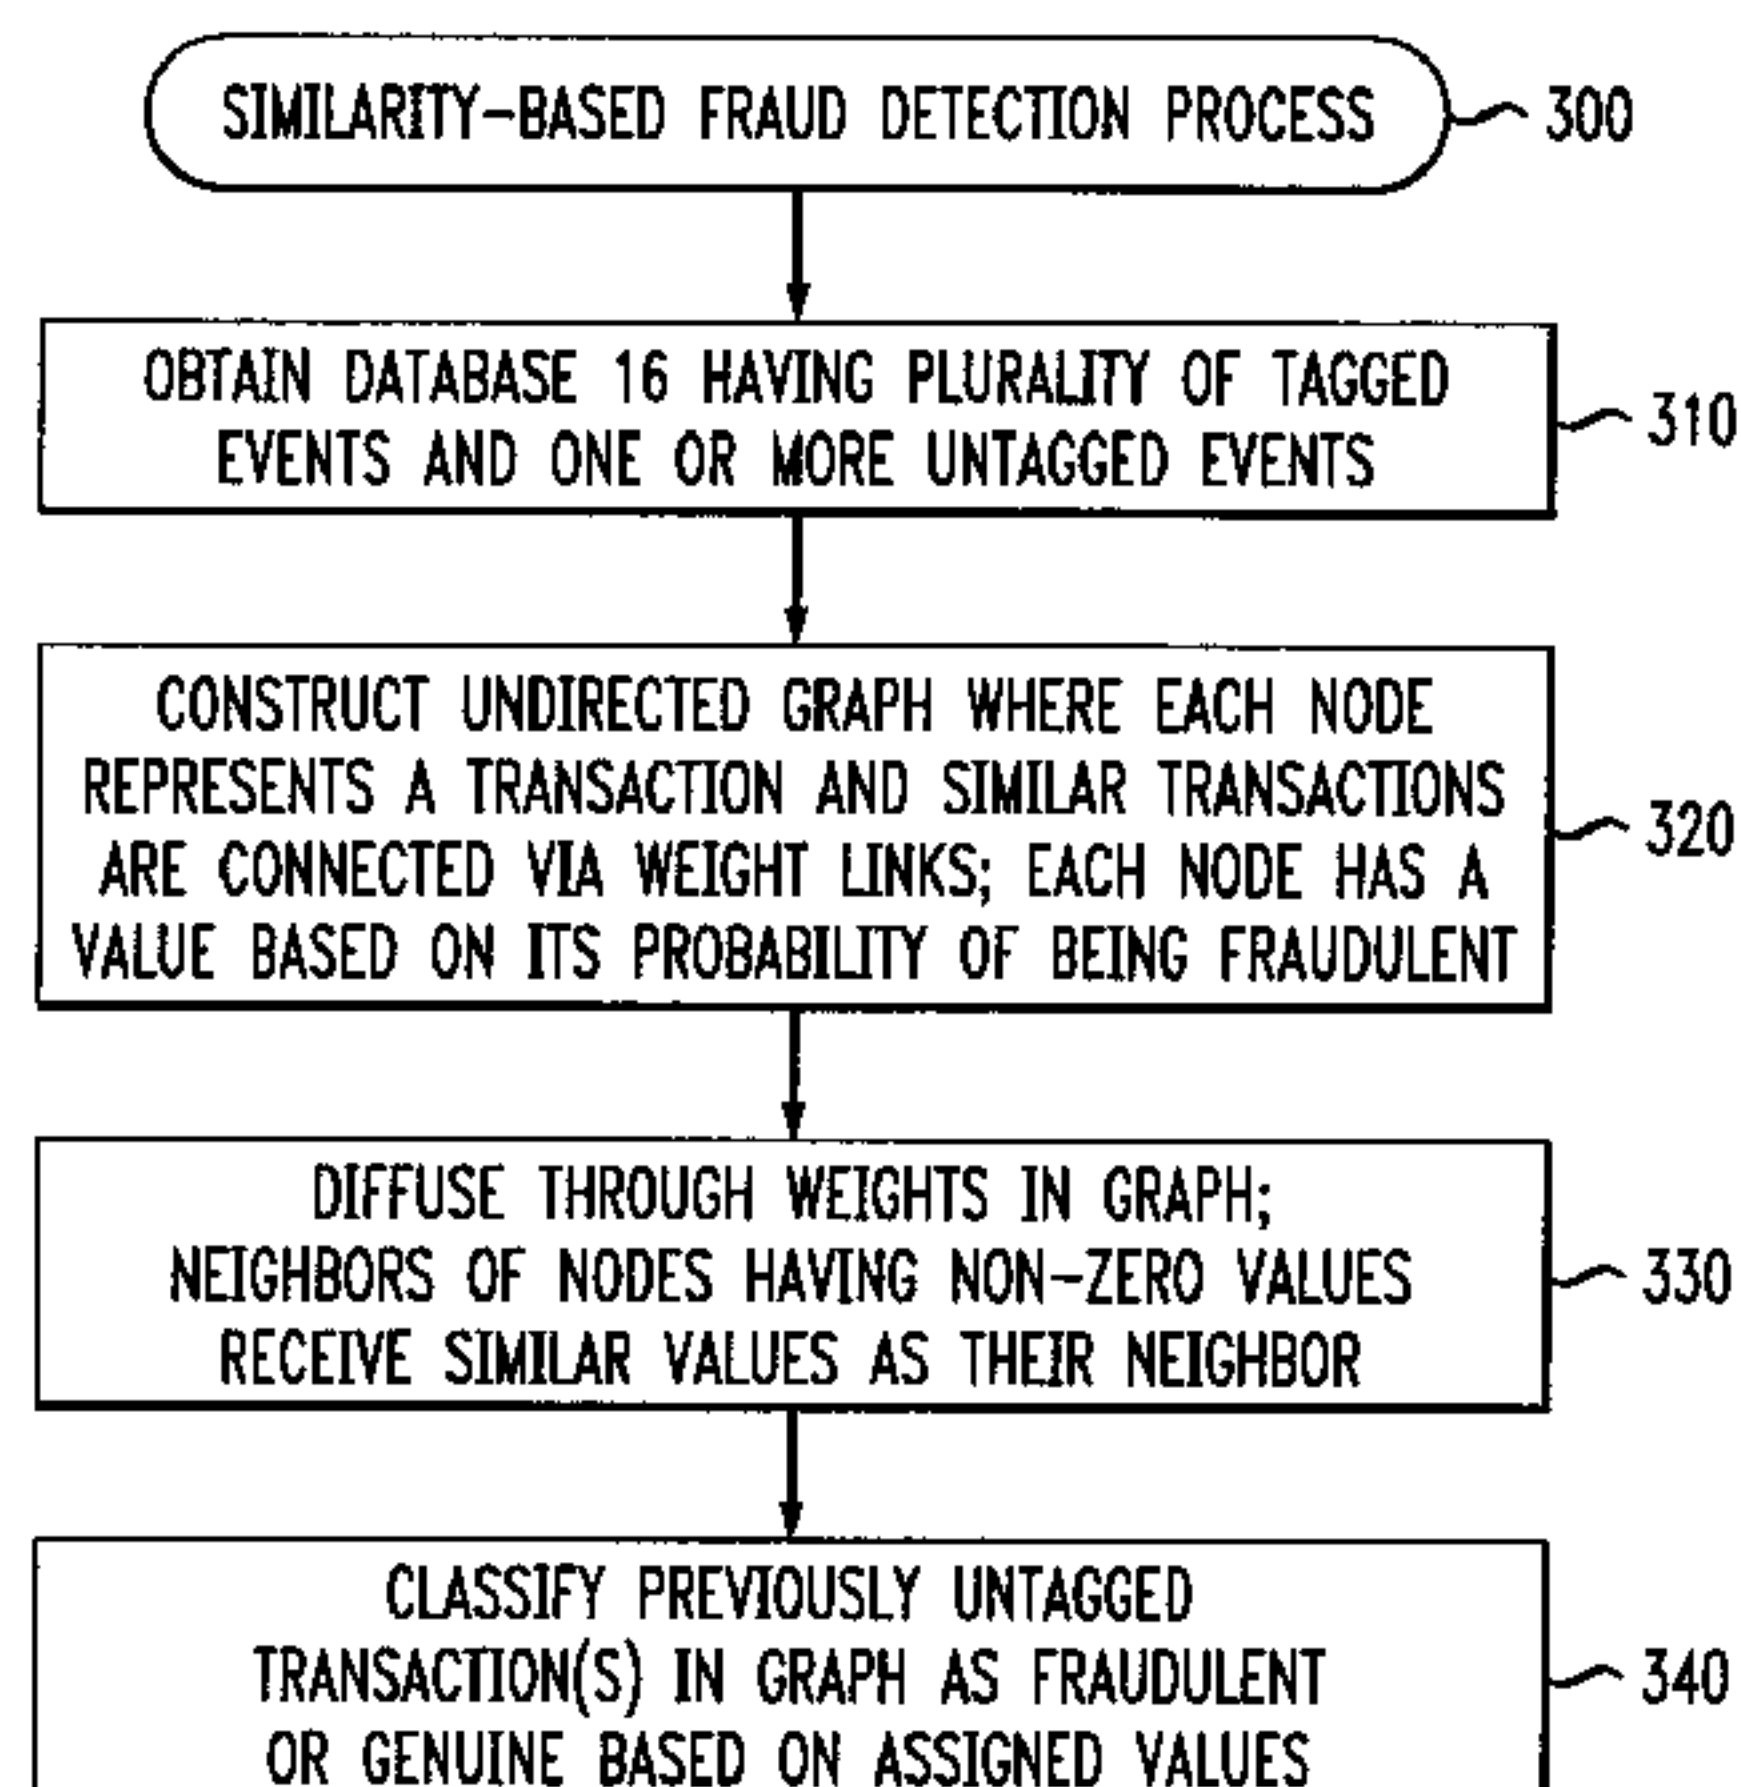 SIMILARITY-BASED FRAUD DETECTION PROCESS
300
OBTAIN DATABASE 16 HAVING PLURALITY OF TAGGED
EVENTS AND ONE OR MORE UNTAGGED EVENTS
310
CONSTRUCT UNDIRECTED GRAPH WHERE EACH NODE
REPRESENTS A TRANSACTION AND SIMILAR TRANSACTIONS
ARE CONNECTED VIA WEIGHT LINKS; EACH NODE HAS A
VALUE BASED ON ITS PROBABILITY OF BEING FRAUDULENT
320
DIFFUSE THROUGH WEIGHTS IN GRAPH;
NEIGHBORS OF NODES HAVING NON-ZERO VALUES
RECEIVE SIMILAR VALUES AS THEIR NEIGHBOR
330
CLASSIFY PREVIOUSLY UNTAGGED
TRANSACTION(S) IN GRAPH AS FRAUDULENT
OR GENUINE BASED ON ASSIGNED VALUES
340